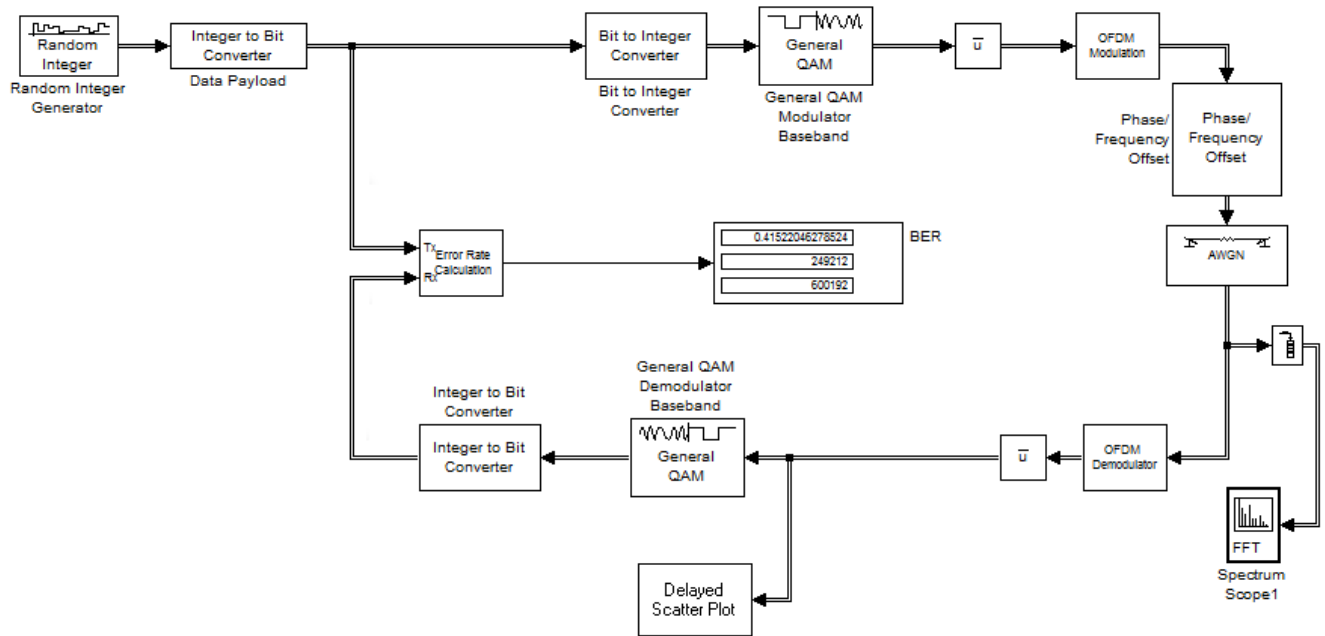 Random
Integer
Random Integer
Generator
Integer to Bit
Converter
Data Payload
Bit to Integer
Converter
Bit to Integer
Converter
General
QAM
General QAM
Modulator
Baseband
u
OFDM
Modulation
Phase/
Frequency
Offset
Phase/
Frequency
Offset
AWGN
Tx
Rx
Error Rate
Calculation
0.41522046278524
249212
600192
BER
General QAM
Demodulator
Baseband
General
QAM
Integer to Bit
Converter
Integer to Bit
Converter
u
OFDM
Demodulator
FFT
Spectrum
Scope1
Delayed
Scatter Plot